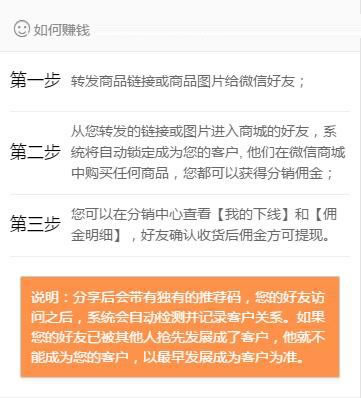 如何赚钱
第一步 转发商品链接或商品图片给微信好友；
从您转发的链接或图片进入商城的好友，系
第二步 统将自动锁定成为您的客户, 他们在微信商城
中购买任何商品，您都可以获得分销佣金；
第三步 您可以在分销中心查看【我的下线】和【佣
金明细】，好友确认收货后佣金方可提现。
说明：分享后会带有独有的推荐码，您的好友访
问之后，系统会自动检测并记录客户关系。如果
您的好友已被其他人抢先发展成了客户，他就不
能成为您的客户，以最早发展成为客户为准。